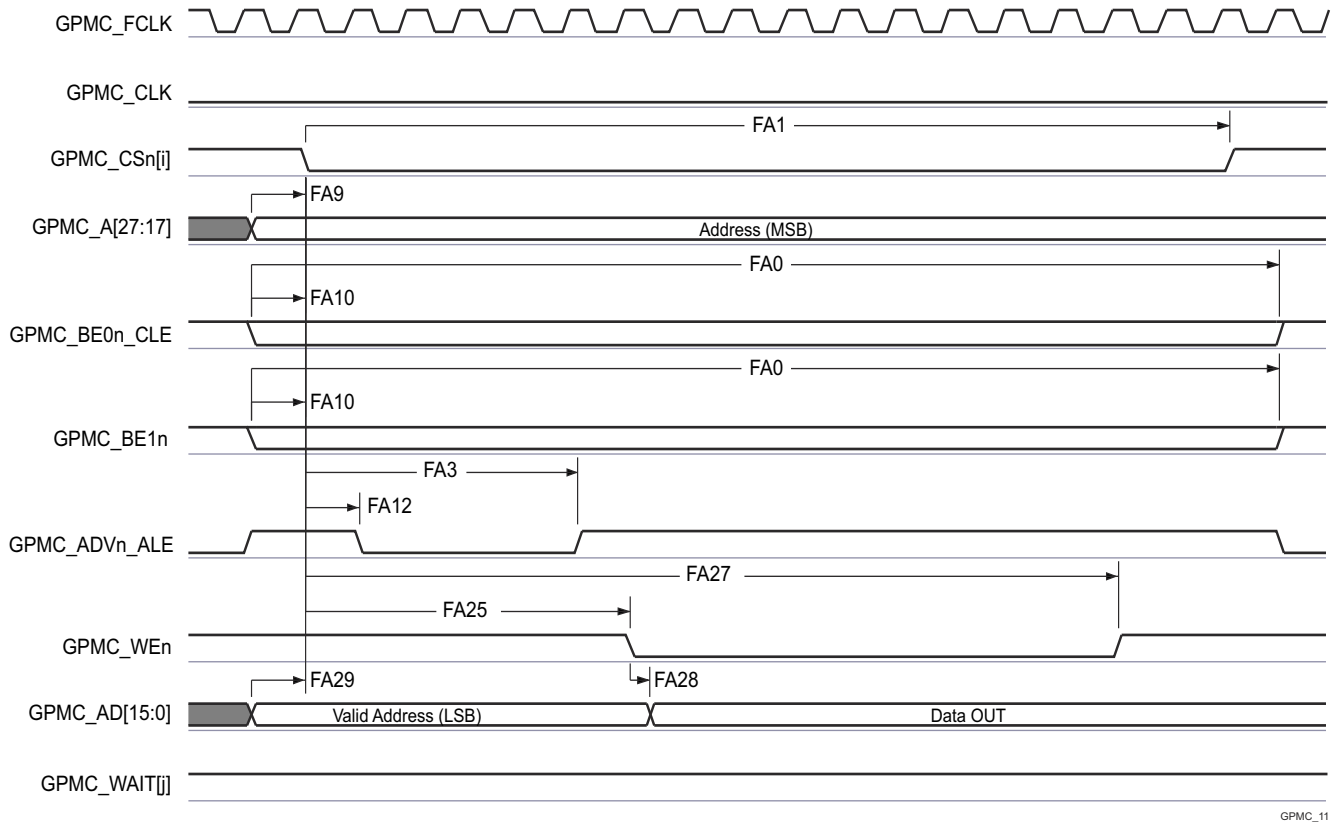 GPMC_FCLK
GPMC_CLK
FA1
GPMC_CSn[i]
FA9
GPMC_A[27:17]
Address (MSB)
FA0
FA10
GPMC_BE0n_CLE
FA0
FA10
GPMC_BE1n
FA3
FA12
GPMC_ADVn_ALE
FA27
FA25
GPMC_WEn
FA29
FA28
GPMC_AD[15:0]
Valid Address (LSB)
Data OUT
GPMC_WAIT[j]
GPMC_11